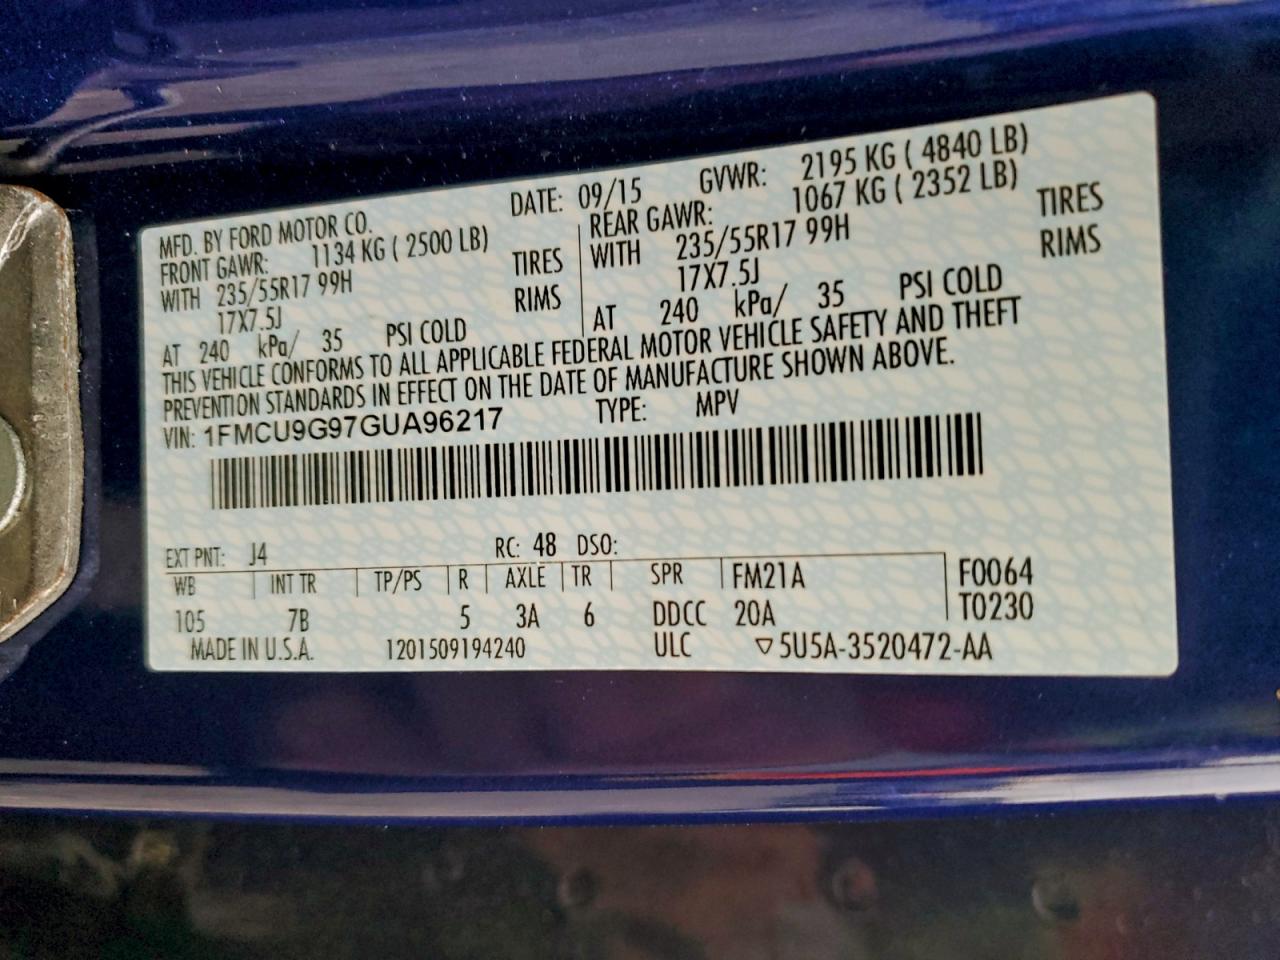 MFD. BY FORD MOTOR CO. DATE: 09/15 GVWR: 2195 KG ( 4840 LB)
FRONT GAWR: 1134 KG ( 2500 LB)
WITH 235/55R17 99H TIRES
17X7.5J RIMS
AT 240 kPa/ 35 PSI COLD
REAR GAWR: 1067 KG ( 2352 LB)
WITH 235/55R17 99H TIRES
17X7.5J RIMS
AT 240 kPa/ 35 PSI COLD
THIS VEHICLE CONFORMS TO ALL APPLICABLE FEDERAL MOTOR VEHICLE SAFETY AND THEFT
PREVENTION STANDARDS IN EFFECT ON THE DATE OF MANUFACTURE SHOWN ABOVE.
VIN: 1FMCU9G97GUA96217 TYPE: MPV
EXT PNT: J4 RC: 48 DSO:
WB INT TR TP/PS R AXLE TR SPR FM21A F0064
105 7B 5 3A 6 DDCC 20A T0230
MADE IN U.S.A. 1201509194240 ULC ▽5U5A-3520472-AA